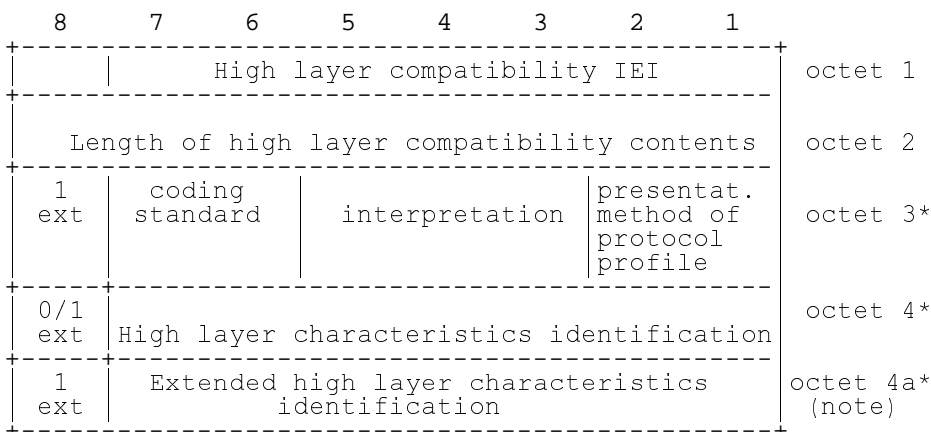 8 7 6 5 4 3 2 1
High layer compatibility IEI octet 1
Length of high layer compatibility contents octet 2
1 coding presentat.
ext standard interpretation method of octet 3*
protocol
profile
0/1 octet 4*
ext High layer characteristics identification
1 Extended high layer characteristics octet 4a*
ext identification (note)